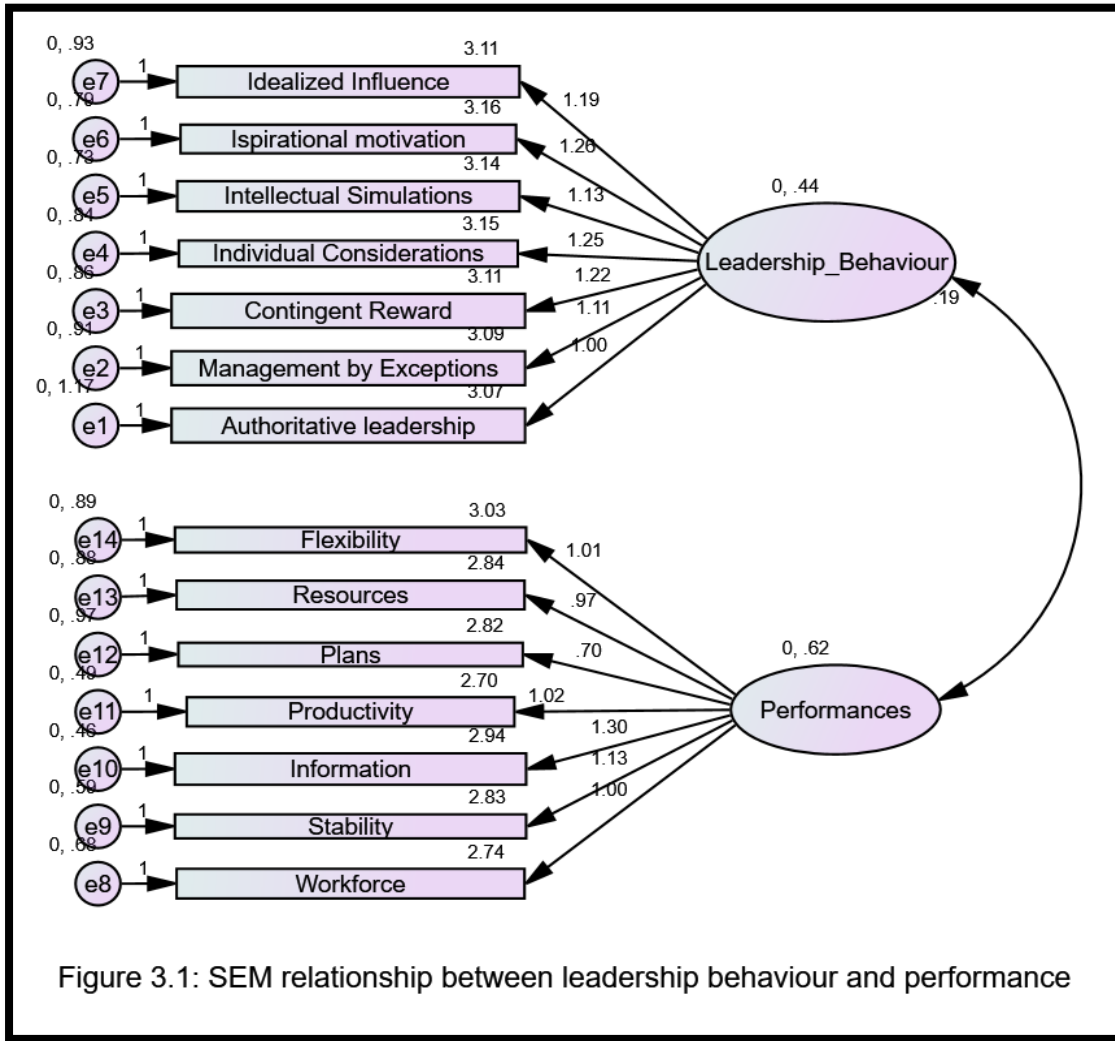 0, .93
e7
1
3.11
Idealized Influence
1.19
0, .79
e6
1
3.16
Ispirational motivation
1.26
0, .73
e5
1
3.14
Intellectual Simulations
1.13
0, .84
e4
1
3.15
Individual Considerations
1.25
0, .86
e3
1
3.11
Contingent Reward
1.22
0, .91
e2
1
3.09
Management by Exceptions
1.11
0, 1.17
e1
1
3.07
Authoritative leadership
1.00
0, .44
Leadership_Behaviour
.19
0, .89
e14
1
3.03
Flexibility
1.01
0, .88
e13
1
2.84
Resources
.97
0, .97
e12
1
2.82
Plans
.70
0, .49
e11
1
2.70
Productivity
1.02
0, .46
e10
1
2.94
Information
1.30
0, .59
e9
1
2.83
Stability
1.13
0, .68
e8
1
2.74
Workforce
1.00
0, .62
Performances
Figure 3.1: SEM relationship between leadership behaviour and performance